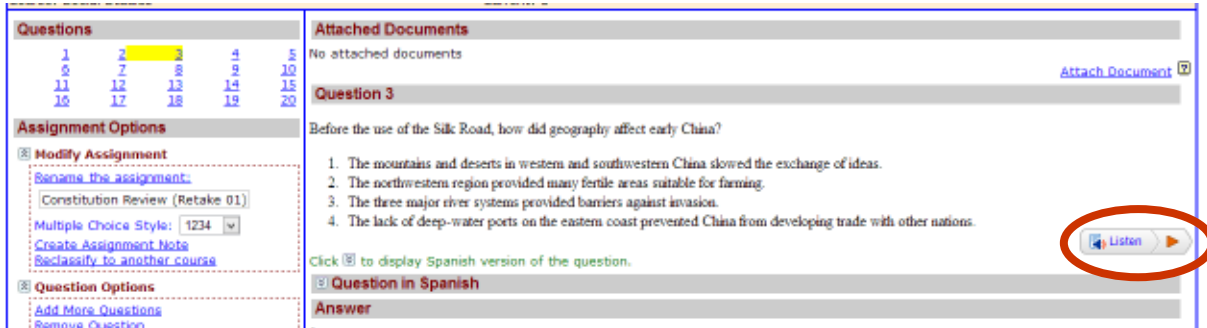 Questions
1 2 3 4 5
6 7 8 9 10
11 12 13 14 15
16 17 18 19 20
Assignment Options
Modify Assignment
Rename the assignment:
Constitution Review (Retake 01)
Multiple Choice Style: 1234
Create Assignment Note
Reclassify to another course
Question Options
Add More Questions
Remove Question
Attached Documents
No attached documents
Attach Document ?
Question 3
Before the use of the Silk Road, how did geography affect early China?
1. The mountains and deserts in western and southwestern China slowed the exchange of ideas.
2. The northwestern region provided many fertile areas suitable for farming.
3. The three major river systems provided barriers against invasion.
4. The lack of deep-water ports on the eastern coast prevented China from developing trade with other nations.
Listen
Click to display Spanish version of the question.
Question in Spanish
Answer